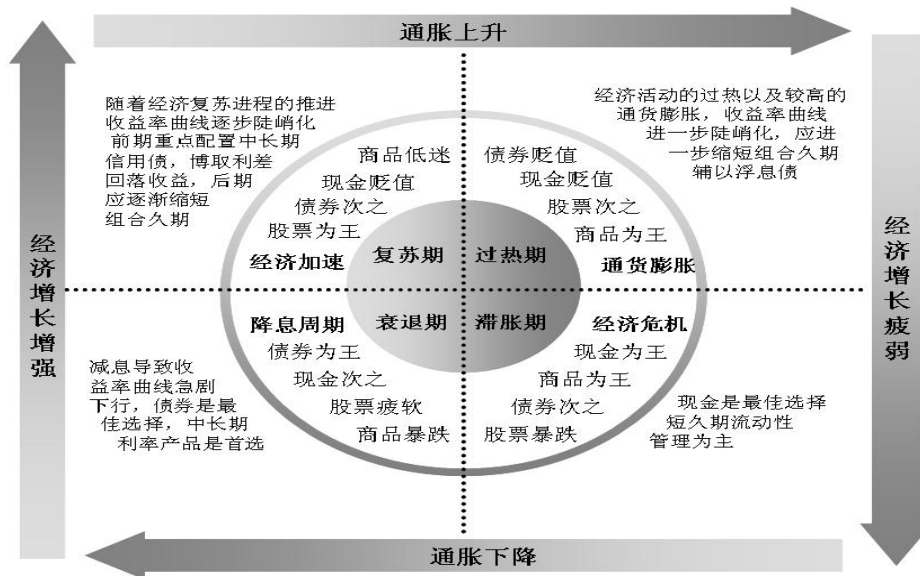 通胀上升
经济增长增强
随着经济复苏进程的推进
收益率曲线逐步陡峭化
前期重点配置中长期
信用债，博取利差
回落收益，后期
应逐渐缩短
组合久期
商品低迷
现金贬值
债券次之
股票为王
经济加速
复苏期
经济活动的过热以及较高的
通货膨胀，收益率曲线
进一步陡峭化，应进
一步缩短组合久期
辅以浮息债
债券贬值
现金贬值
股票次之
商品为王
过热期
通货膨胀
经济增长疲弱
降息周期
衰退期
债券为王
现金次之
股票疲软
商品暴跌
减息导致收
益率曲线急剧
下行，债券是最
佳选择，中长期
利率产品是首选
滞胀期
经济危机
现金为王
商品为王
债券次之
股票暴跌
现金是最佳选择
短久期流动性
管理为主
通胀下降